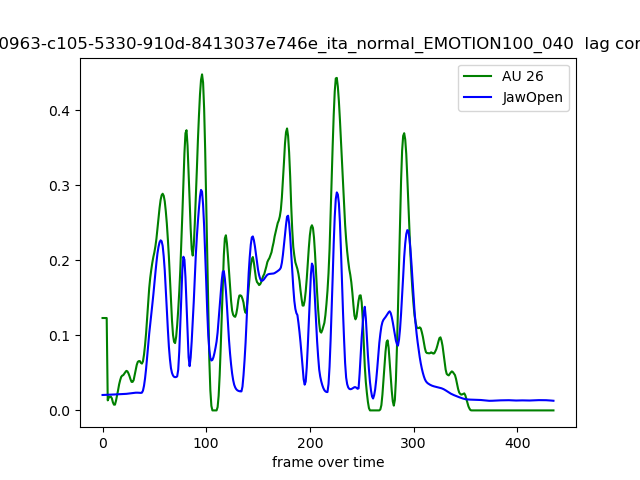 0963-c105-5330-910d-8413037e746e_ita_normal_EMOTION100_040 lag cor
AU 26
JawOpen
0.4
0.3
0.2
0.1
0.0
0 100 200 300 400
frame over time